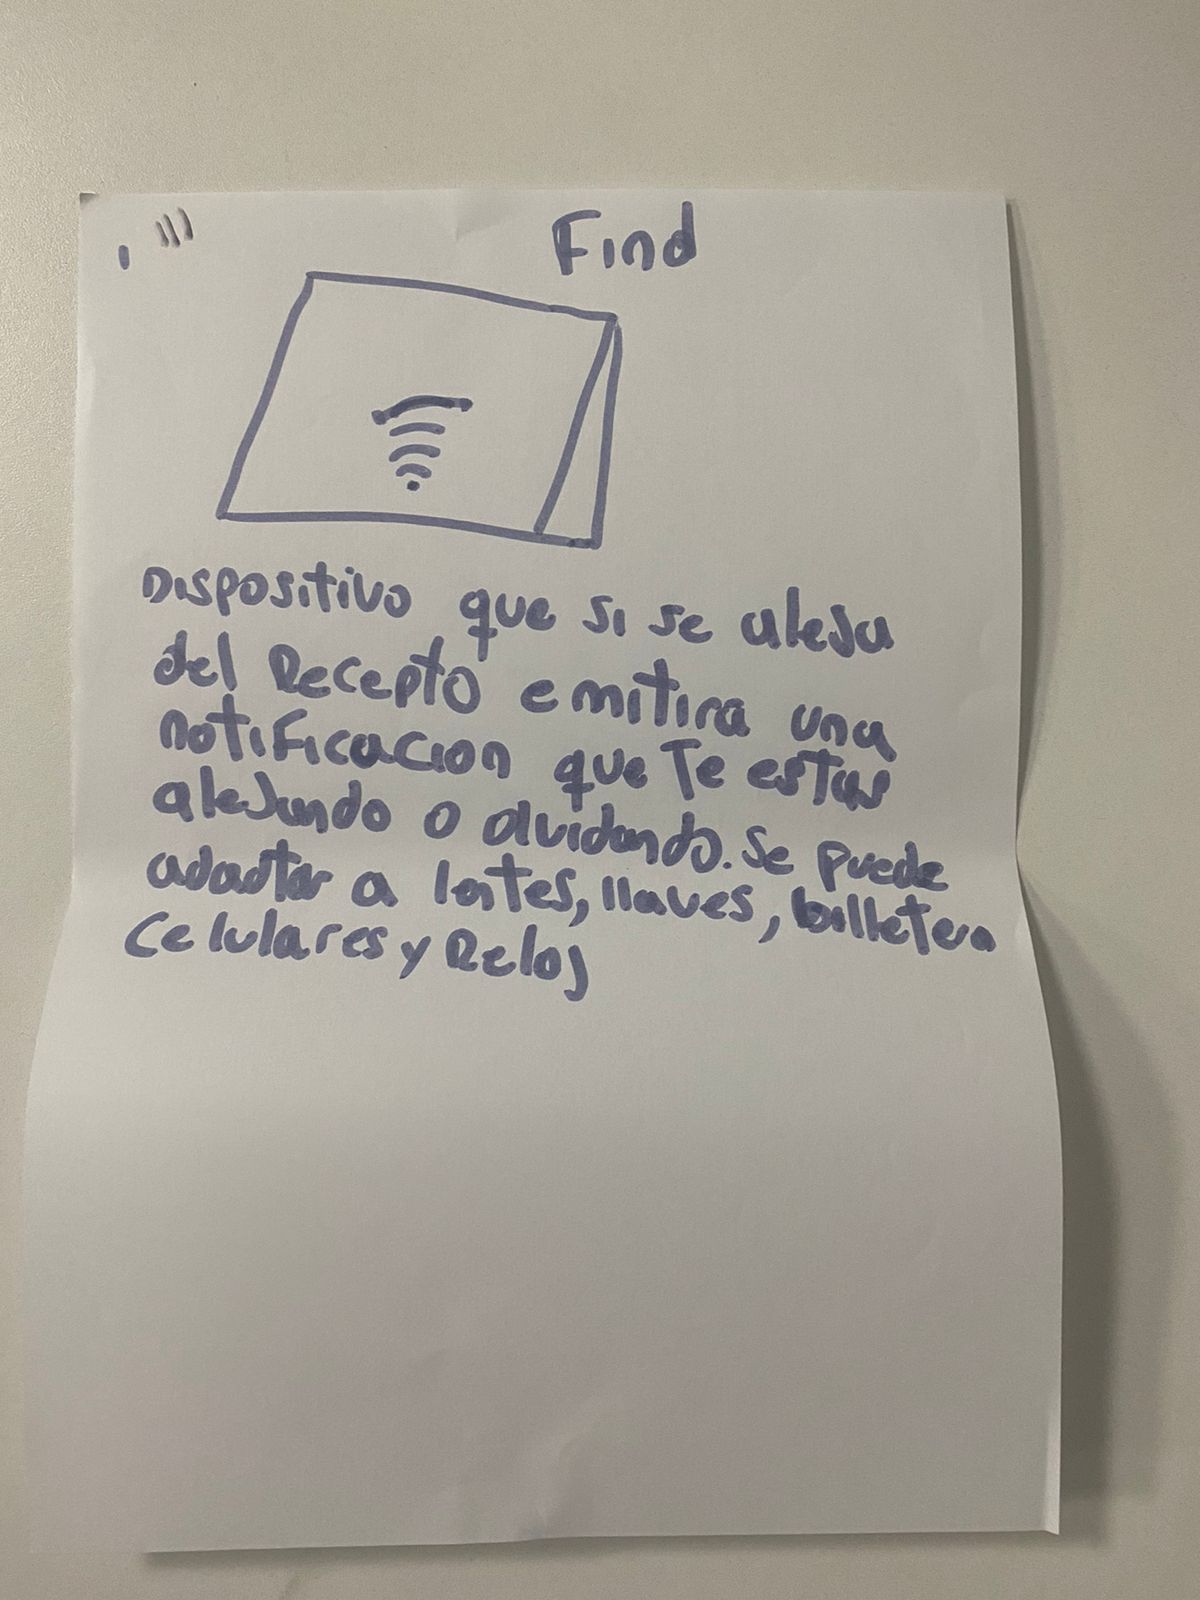 Find
Dispositivo que si se aleja
del Recepto emitira una
notificacion que Te estas
alejando o olvidando. Se puede
adaptar a lentes, llaves, billetera
Celulares y Reloj